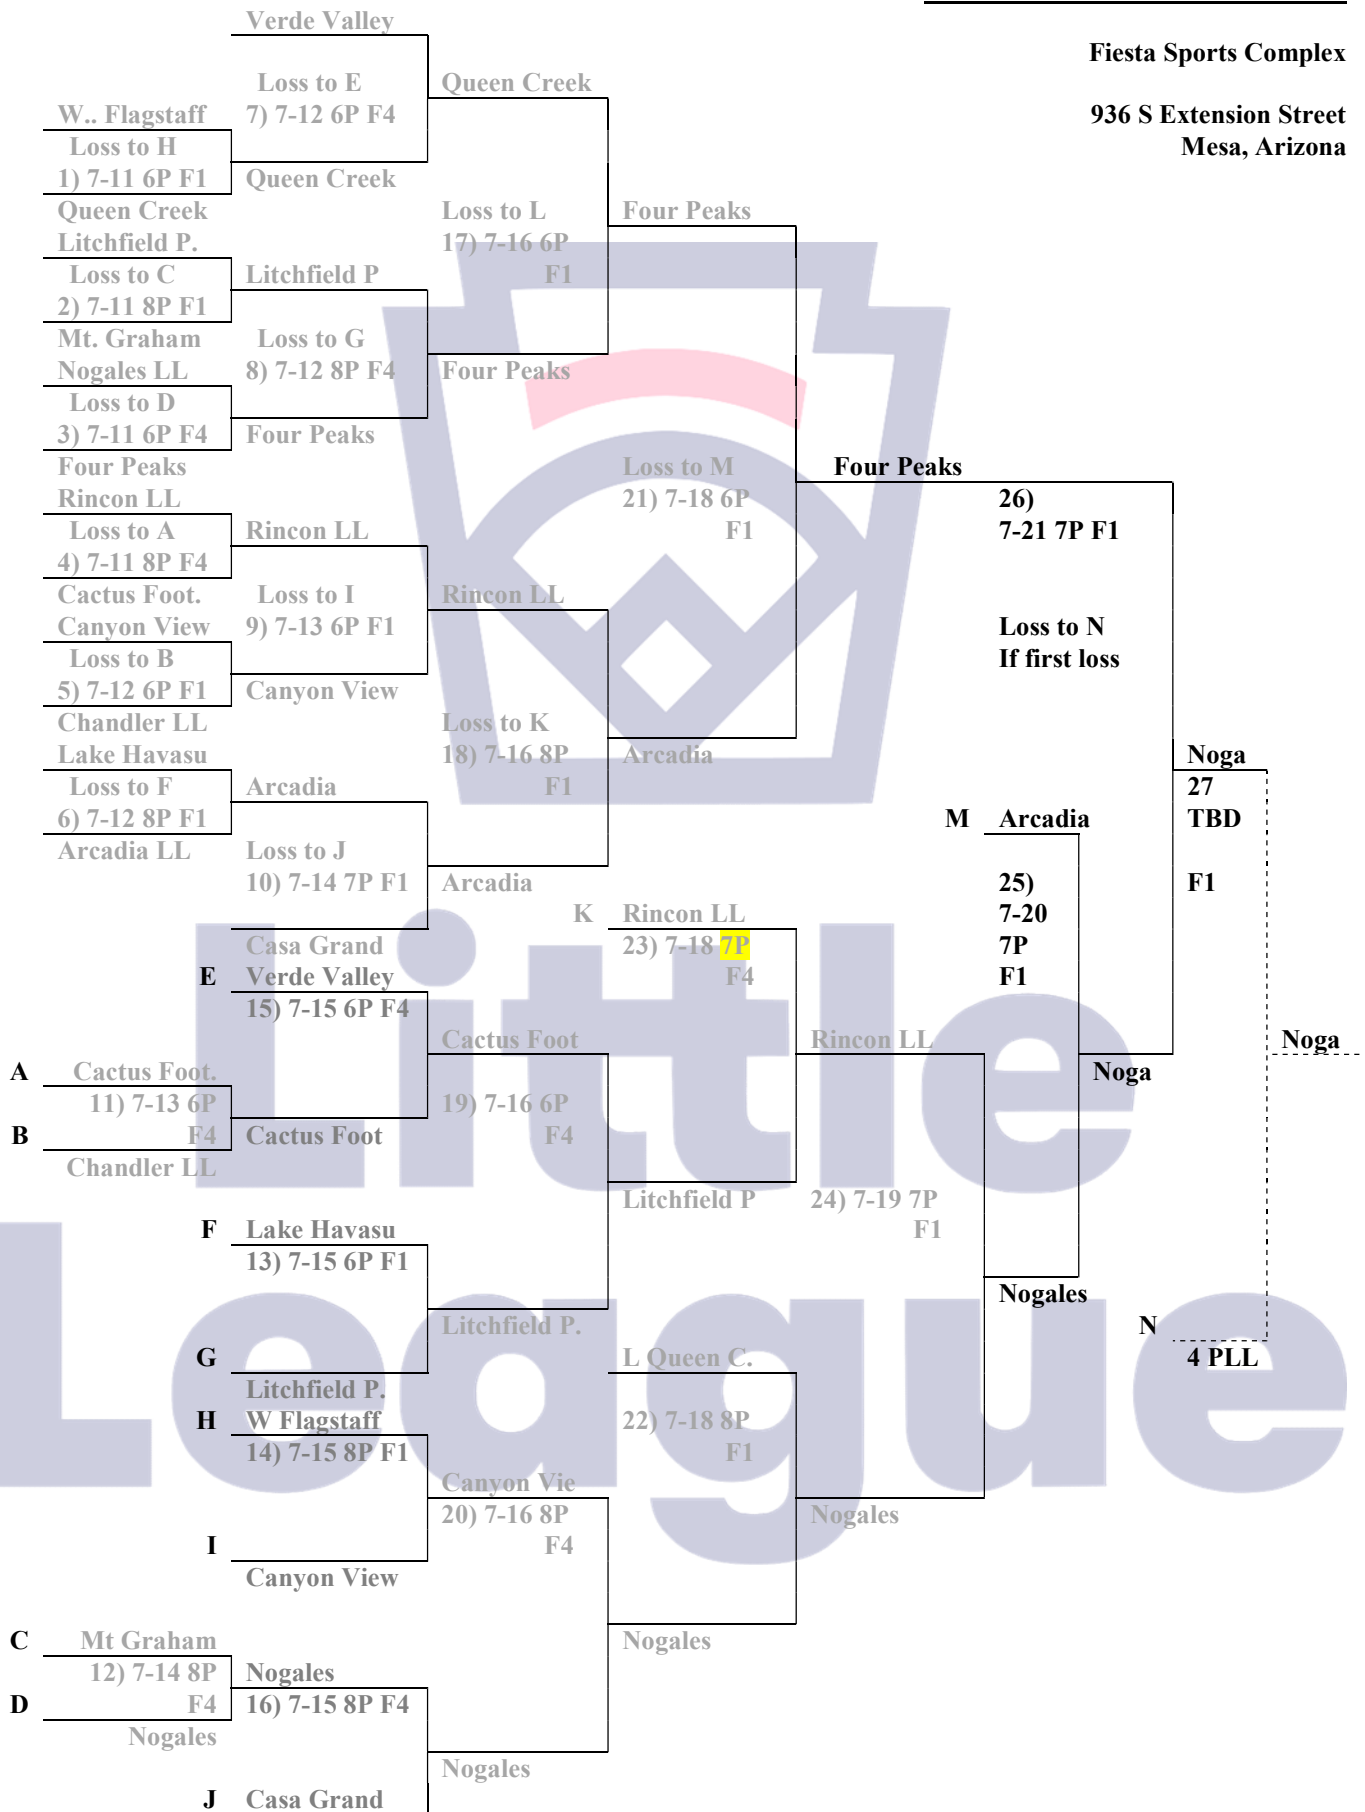 Verde Valley
Fiesta Sports Complex
Loss to E
Queen Creek
W.. Flagstaff
7) 7-12 6P F4
936 S Extension Street
Loss to H
Mesa, Arizona
1) 7-11 6P F1
Queen Creek
Queen Creek
Loss to L
Four Peaks
Litchfield P.
17) 7-16 6P
Loss to C
Litchfield P
F1
2) 7-11 8P F1
Mt. Graham
Loss to G
Nogales LL
8) 7-12 8P F4
Four Peaks
Loss to D
3) 7-11 6P F4
Four Peaks
Four Peaks
Loss to M
Four Peaks
Rincon LL
21) 7-18 6P
26)
Loss to A
Rincon LL
F1
7-21 7P F1
4) 7-11 8P F4
Cactus Foot.
Loss to I
Rincon LL
Canyon View
9) 7-13 6P F1
Loss to N
Loss to B
If first loss
5) 7-12 6P F1
Canyon View
Chandler LL
Loss to K
Lake Havasu
18) 7-16 8P
Arcadia
Noga
Loss to F
Arcadia
F1
27
6) 7-12 8P F1
M
Arcadia
TBD
Arcadia LL
Loss to J
10) 7-14 7P F1
Arcadia
25)
F1
K
Rincon LL
7-20
Casa Grand
23) 7-18 7P
7P
E
Verde Valley
F4
F1
15) 7-15 6P F4
Cactus Foot
Rincon LL
Noga
A
Cactus Foot.
Noga
11) 7-13 6P
19) 7-16 6P
B
F4
Cactus Foot
F4
Chandler LL
Litchfield P
24) 7-19 7P
F
Lake Havasu
F1
13) 7-15 6P F1
Nogales
Litchfield P.
N
G
L Queen C.
4 PLL
Litchfield P.
H
W Flagstaff
22) 7-18 8P
14) 7-15 8P F1
F1
Canyon Vie
20) 7-16 8P
Nogales
I
F4
Canyon View
C
Mt Graham
Nogales
12) 7-14 8P
Nogales
D
F4
16) 7-15 8P F4
Nogales
Nogales
J
Casa Grand
Little
League